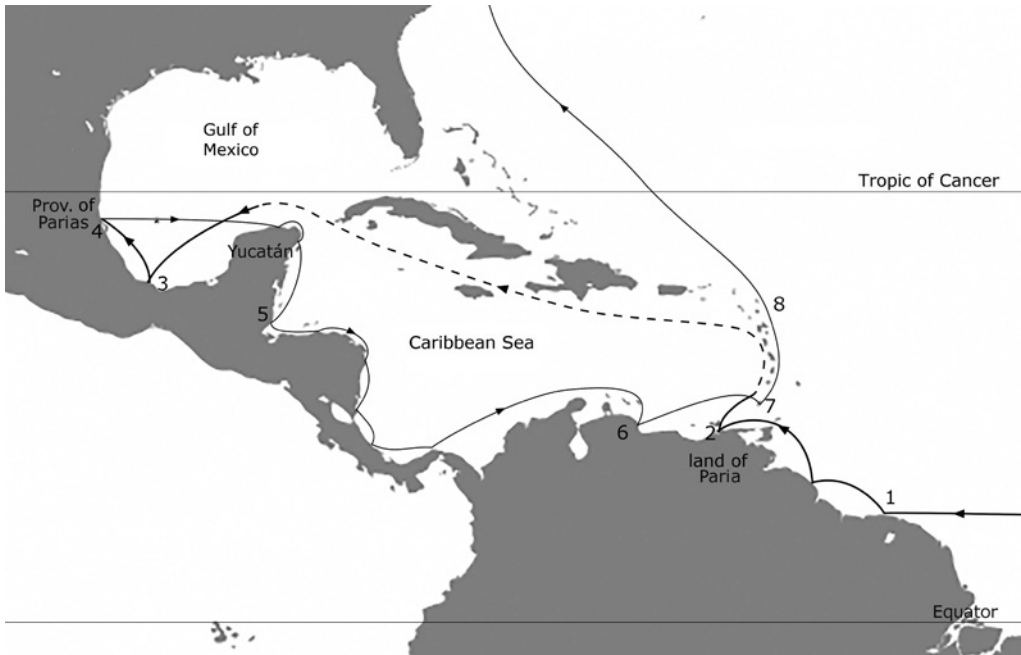 Gulf of
Mexico
Tropic of Cancer
Prov. of
Parias
4
Yucatán
3
8
5
Caribbean Sea
7
6
2
land of
Paria
1
Equator